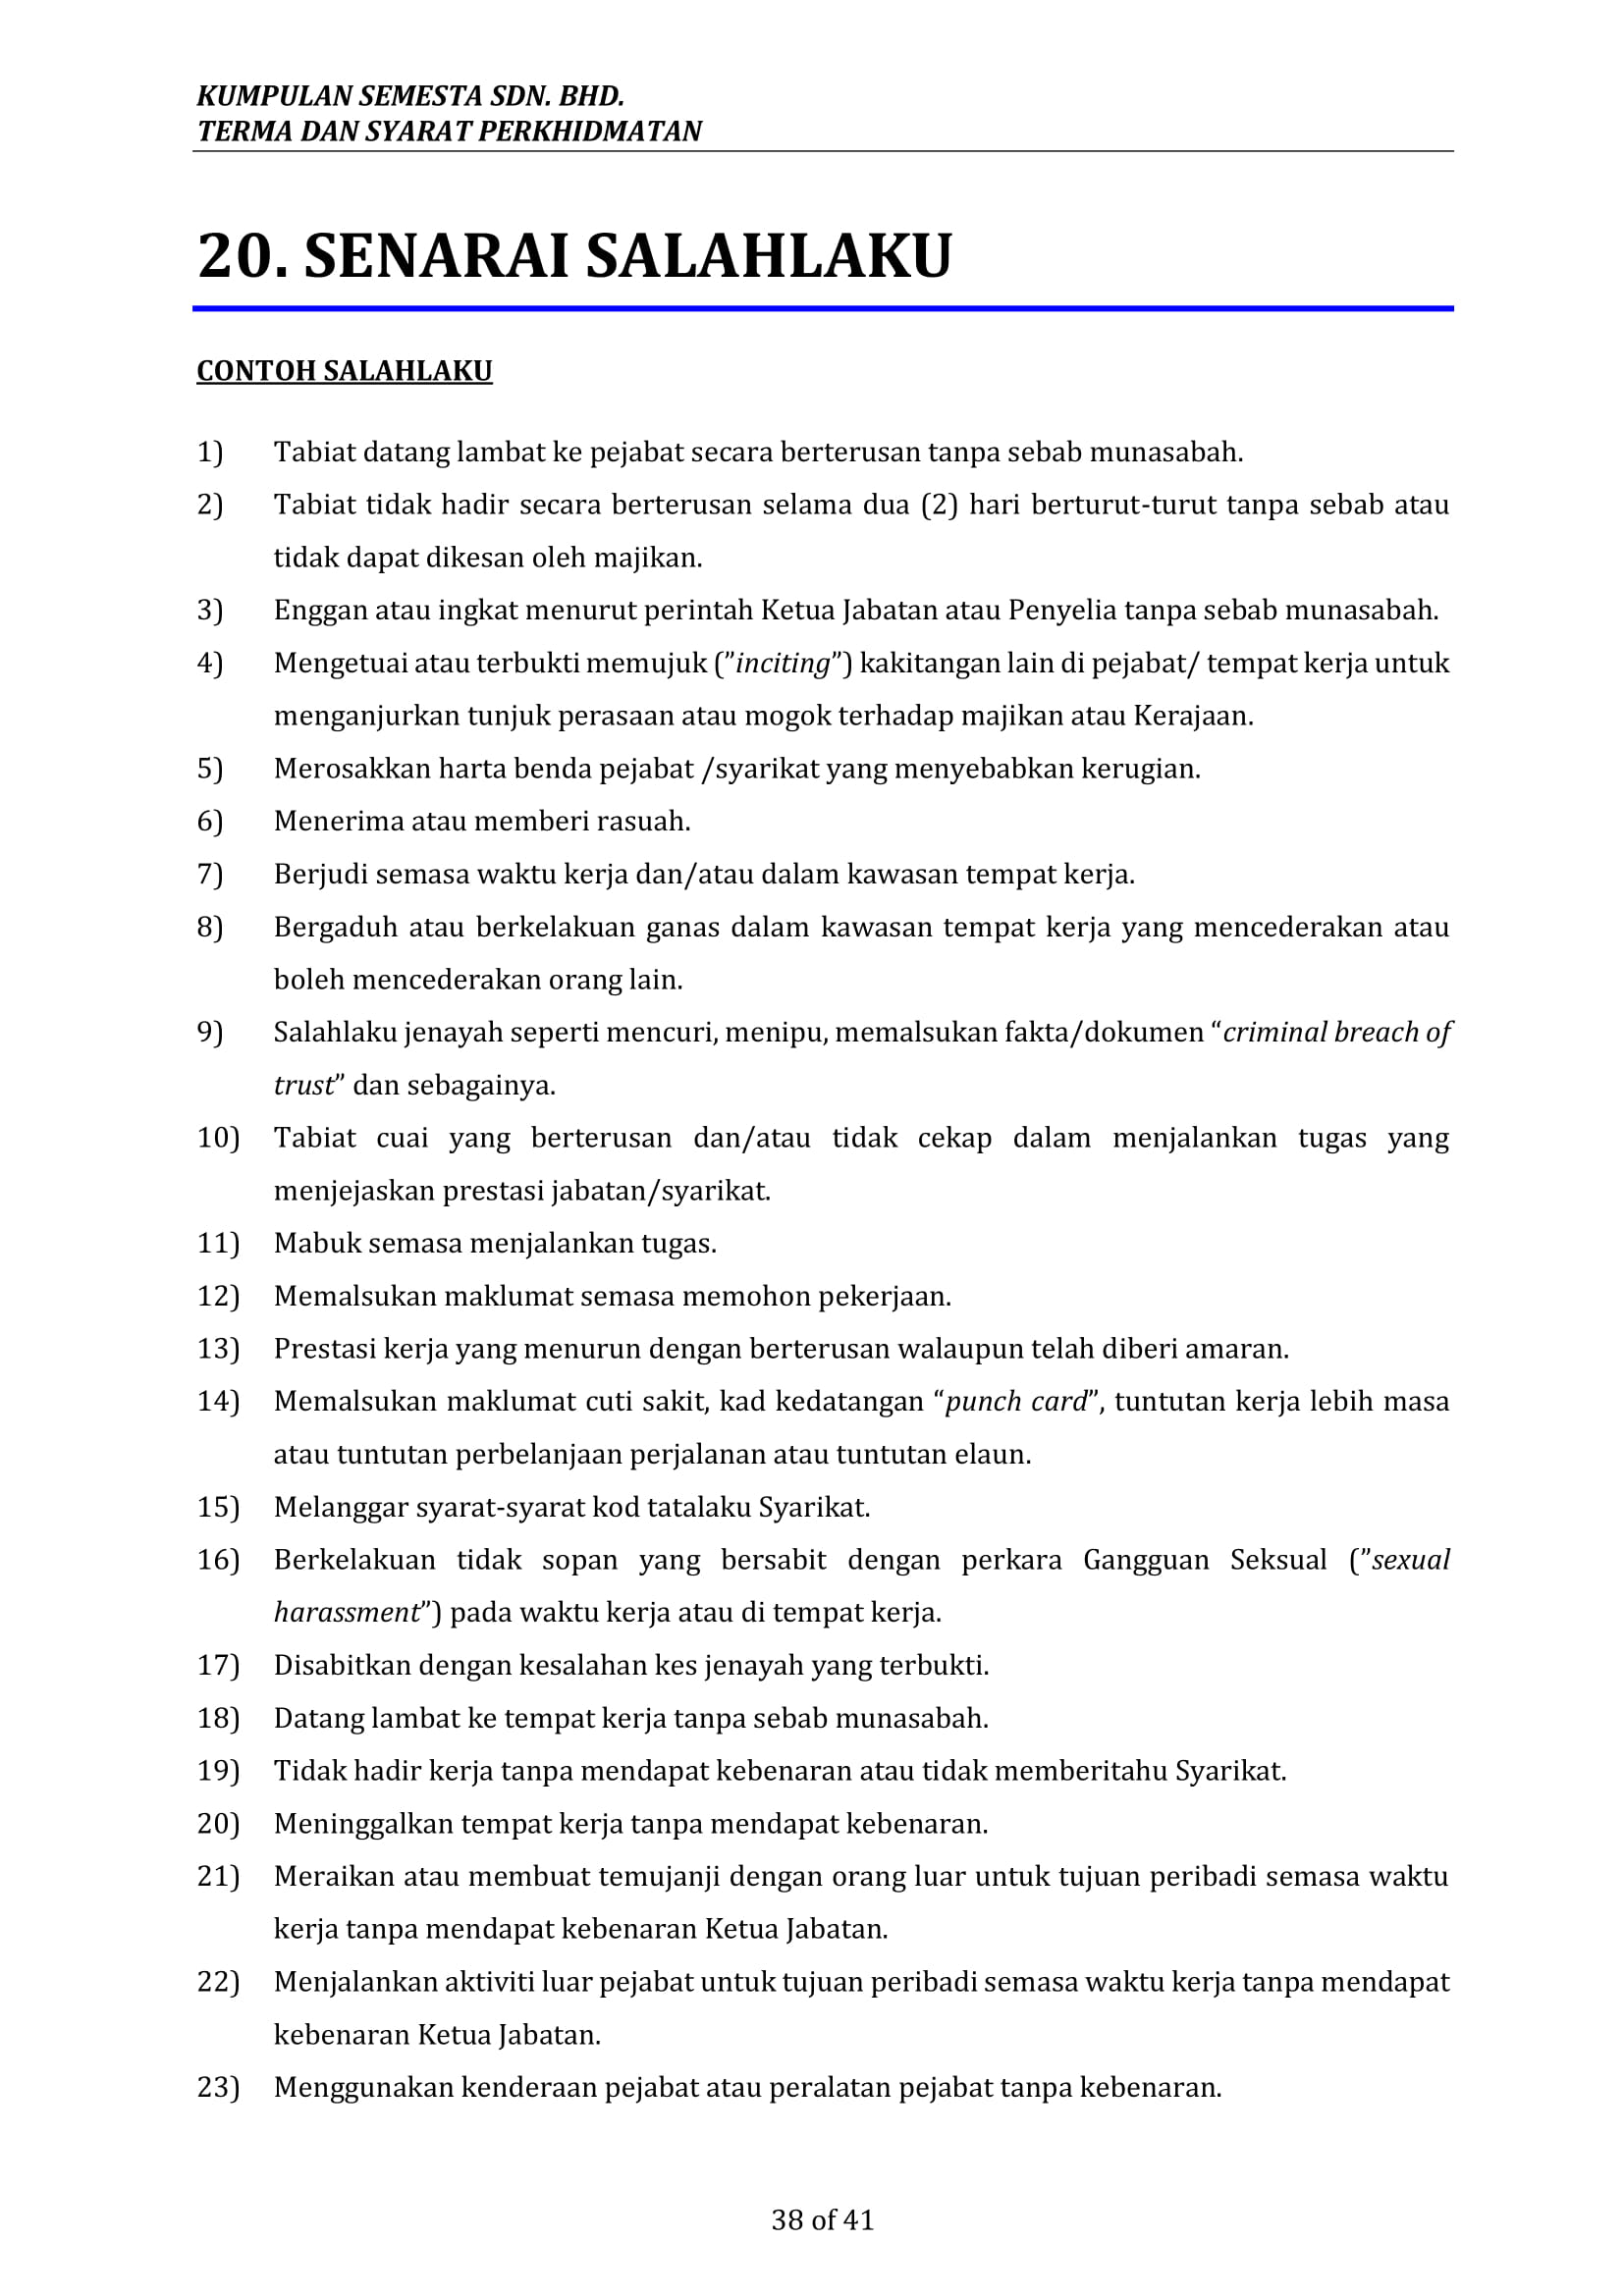 KUMPULAN SEMESTA SDN. BHD.
TERMA DAN SYARAT PERKHIDMATAN
20. SENARAI SALAHLAKU
CONTOH SALAHLAKU
1) Tabiat datang lambat ke pejabat secara berterusan tanpa sebab munasabah.
2) Tabiat tidak hadir secara berterusan selama dua (2) hari berturut-turut tanpa sebab atau
tidak dapat dikesan oleh majikan.
3) Enggan atau ingkat menurut perintah Ketua Jabatan atau Penyelia tanpa sebab munasabah.
4) Mengetuai atau terbukti memujuk (”inciting”) kakitangan lain di pejabat/ tempat kerja untuk
menganjurkan tunjuk perasaan atau mogok terhadap majikan atau Kerajaan.
5) Merosakkan harta benda pejabat /syarikat yang menyebabkan kerugian.
6) Menerima atau memberi rasuah.
7) Berjudi semasa waktu kerja dan/atau dalam kawasan tempat kerja.
8) Bergaduh atau berkelakuan ganas dalam kawasan tempat kerja yang mencederakan atau
boleh mencederakan orang lain.
9) Salahlaku jenayah seperti mencuri, menipu, memalsukan fakta/dokumen “criminal breach of
trust” dan sebagainya.
10) Tabiat cuai yang berterusan dan/atau tidak cekap dalam menjalankan tugas yang
menjejaskan prestasi jabatan/syarikat.
11) Mabuk semasa menjalankan tugas.
12) Memalsukan maklumat semasa memohon pekerjaan.
13) Prestasi kerja yang menurun dengan berterusan walaupun telah diberi amaran.
14) Memalsukan maklumat cuti sakit, kad kedatangan “punch card”, tuntutan kerja lebih masa
atau tuntutan perbelanjaan perjalanan atau tuntutan elaun.
15) Melanggar syarat-syarat kod tatalaku Syarikat.
16) Berkelakuan tidak sopan yang bersabit dengan perkara Gangguan Seksual (”sexual
harassment”) pada waktu kerja atau di tempat kerja.
17) Disabitkan dengan kesalahan kes jenayah yang terbukti.
18) Datang lambat ke tempat kerja tanpa sebab munasabah.
19) Tidak hadir kerja tanpa mendapat kebenaran atau tidak memberitahu Syarikat.
20) Meninggalkan tempat kerja tanpa mendapat kebenaran.
21) Meraikan atau membuat temujanji dengan orang luar untuk tujuan peribadi semasa waktu
kerja tanpa mendapat kebenaran Ketua Jabatan.
22) Menjalankan aktiviti luar pejabat untuk tujuan peribadi semasa waktu kerja tanpa mendapat
kebenaran Ketua Jabatan.
23) Menggunakan kenderaan pejabat atau peralatan pejabat tanpa kebenaran.
38 of 41